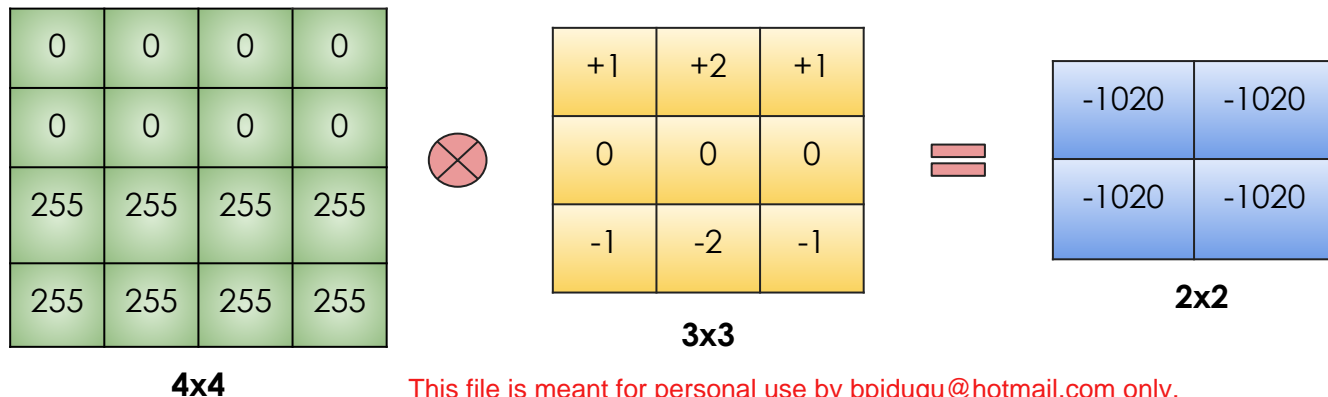 0 0 0 0
0 0 0 0
255 255 255 255
255 255 255 255
4x4
+1 +2 +1
0 0 0
-1 -2 -1
3x3
-1020 -1020
-1020 -1020
2x2
This file is meant for personal use by bpidugu@hotmail.com only.